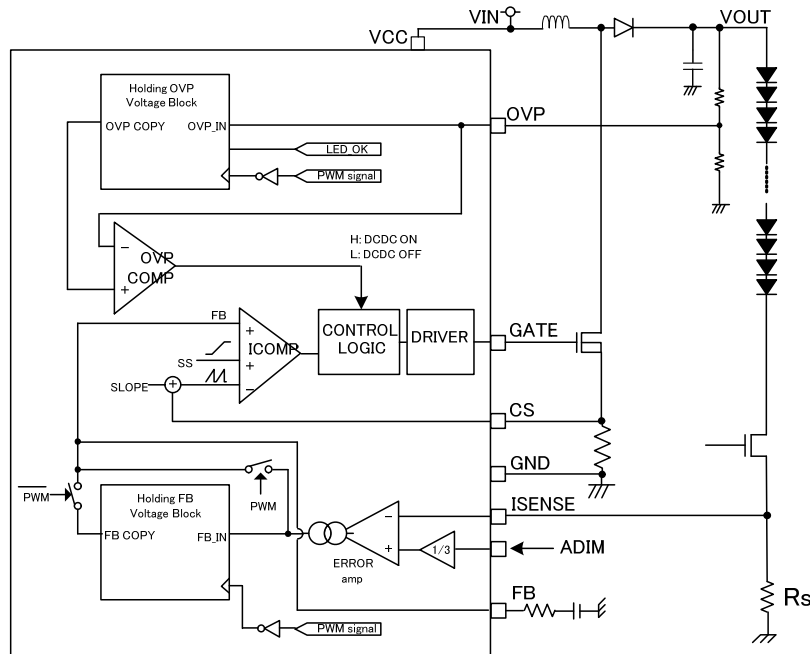 VIN
VOUT
VCC
Holding OVP
Voltage Block
OVP COPY
OVP_IN
OVP
LED_OK
PWM signal
H: DCDC ON
L: DCDC OFF
−
OVP
COMP
+
FB
+
ICOMP
SS
+
SLOPE
+
−
CONTROL
LOGIC
DRIVER
GATE
CS
GND
PWM
PWM
Holding FB
Voltage Block
FB COPY
FB_IN
ISENSE
−
+
1/3
ADIM
ERROR
amp
FB
Rs
PWM signal